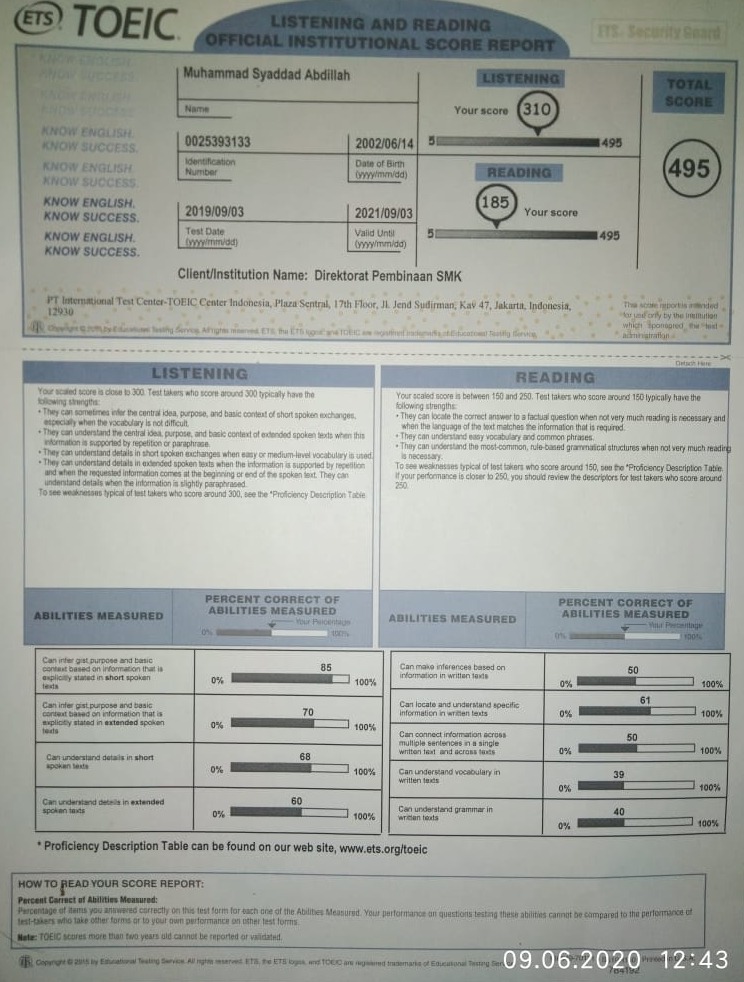 ETS TOEIC
LISTENING AND READING
OFFICIAL INSTITUTIONAL SCORE REPORT
ETS Security Guard
KNOW ENGLISH.
KNOW SUCCESS.
KNOW ENGLISH.
KNOW SUCCESS.
KNOW ENGLISH.
KNOW SUCCESS.
KNOW ENGLISH.
KNOW SUCCESS.
KNOW ENGLISH.
KNOW SUCCESS.
KNOW ENGLISH.
KNOW SUCCESS.
Muhammad Syaddad Abdillah
Name
0025393133
Identification
Number
2002/06/14
Date of Birth
(yyyy/mm/dd)
2019/09/03
Test Date
(yyyy/mm/dd)
2021/09/03
Valid Until
(yyyy/mm/dd)
LISTENING
Your score 310
5 495
READING
185 Your score
5 495
TOTAL
SCORE
495
Client/Institution Name: Direktorat Pembinaan SMK
PT International Test Center-TOEIC Center Indonesia, Plaza Sentral, 17th Floor, Jl. Jend Sudirman, Kav 47, Jakarta, Indonesia,
12930
This score report is intended
for use only by the institution
which sponsored the test
administration
Copyright © 2015 by Educational Testing Service. All rights reserved. ETS, the ETS logos, and TOEIC are registered trademarks of Educational Testing Service.
Detach Here
LISTENING
Your scaled score is close to 300. Test takers who score around 300 typically have the
following strengths:
• They can sometimes infer the central idea, purpose, and basic context of short spoken exchanges,
especially when the vocabulary is not difficult.
• They can understand the central idea, purpose, and basic context of extended spoken texts when this
information is supported by repetition or paraphrase.
• They can understand details in short spoken exchanges when easy or medium-level vocabulary is used.
• They can understand details in extended spoken texts when the information is supported by repetition
and when the requested information comes at the beginning or end of the spoken text. They can
understand details when the information is slightly paraphrased.
To see weaknesses typical of test takers who score around 300, see the *Proficiency Description Table.
READING
Your scaled score is between 150 and 250. Test takers who score around 150 typically have the
following strengths:
• They can locate the correct answer to a factual question when not very much reading is necessary and
when the language of the text matches the information that is required.
• They can understand easy vocabulary and common phrases.
• They can understand the most-common, rule-based grammatical structures when not very much reading
is necessary.
To see weaknesses typical of test takers who score around 150, see the *Proficiency Description Table.
If your performance is closer to 250, you should review the descriptors for test takers who score around
250.
ABILITIES MEASURED
PERCENT CORRECT OF
ABILITIES MEASURED
Your Percentage
0% 100%
Can infer gist,purpose and basic
context based on information that is
explicitly stated in short spoken
texts
85
0% 100%
Can infer gist,purpose and basic
context based on information that is
explicitly stated in extended spoken
texts
70
0% 100%
Can understand details in short
spoken texts
68
0% 100%
Can understand details in extended
spoken texts
60
0% 100%
ABILITIES MEASURED
PERCENT CORRECT OF
ABILITIES MEASURED
Your Percentage
0% 100%
Can make inferences based on
information in written texts
50
0% 100%
Can locate and understand specific
information in written texts
61
0% 100%
Can connect information across
multiple sentences in a single
written text and across texts
50
0% 100%
Can understand vocabulary in
written texts
39
0% 100%
Can understand grammar in
written texts
40
0% 100%
* Proficiency Description Table can be found on our web site, www.ets.org/toeic
HOW TO READ YOUR SCORE REPORT:
Percent Correct of Abilities Measured:
Percentage of items you answered correctly on this test form for each one of the Abilities Measured. Your performance on questions testing these abilities cannot be compared to the performance of
test-takers who take other forms or to your own performance on other test forms.
Note: TOEIC scores more than two years old cannot be reported or validated.
Copyright © 2015 by Educational Testing Service. All rights reserved. ETS, the ETS logos, and TOEIC are registered trademarks of Educational Testing
09.06.2020 12:43